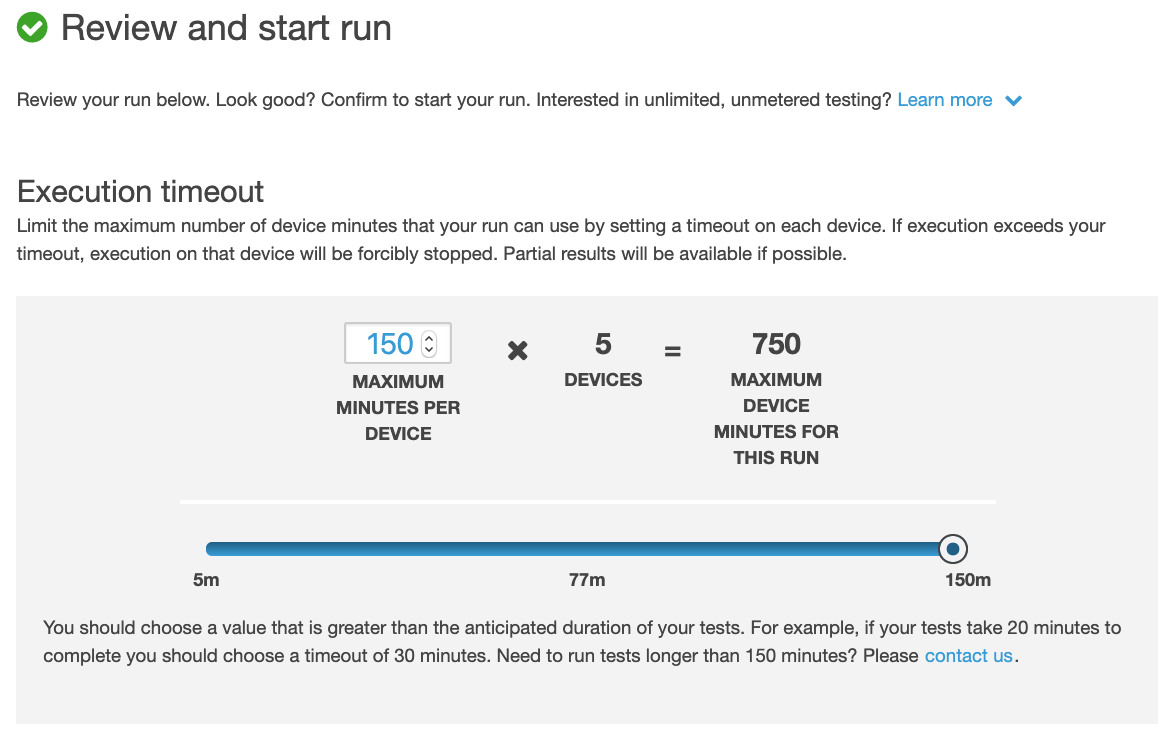 Review and start run
Review your run below. Look good? Confirm to start your run. Interested in unlimited, unmetered testing? Learn more
Execution timeout
Limit the maximum number of device minutes that your run can use by setting a timeout on each device. If execution exceeds your
timeout, execution on that device will be forcibly stopped. Partial results will be available if possible.
150
MAXIMUM
MINUTES PER
DEVICE
×
5
DEVICES
=
750
MAXIMUM
DEVICE
MINUTES FOR
THIS RUN
5m
77m
150m
You should choose a value that is greater than the anticipated duration of your tests. For example, if your tests take 20 minutes to
complete you should choose a timeout of 30 minutes. Need to run tests longer than 150 minutes? Please contact us.